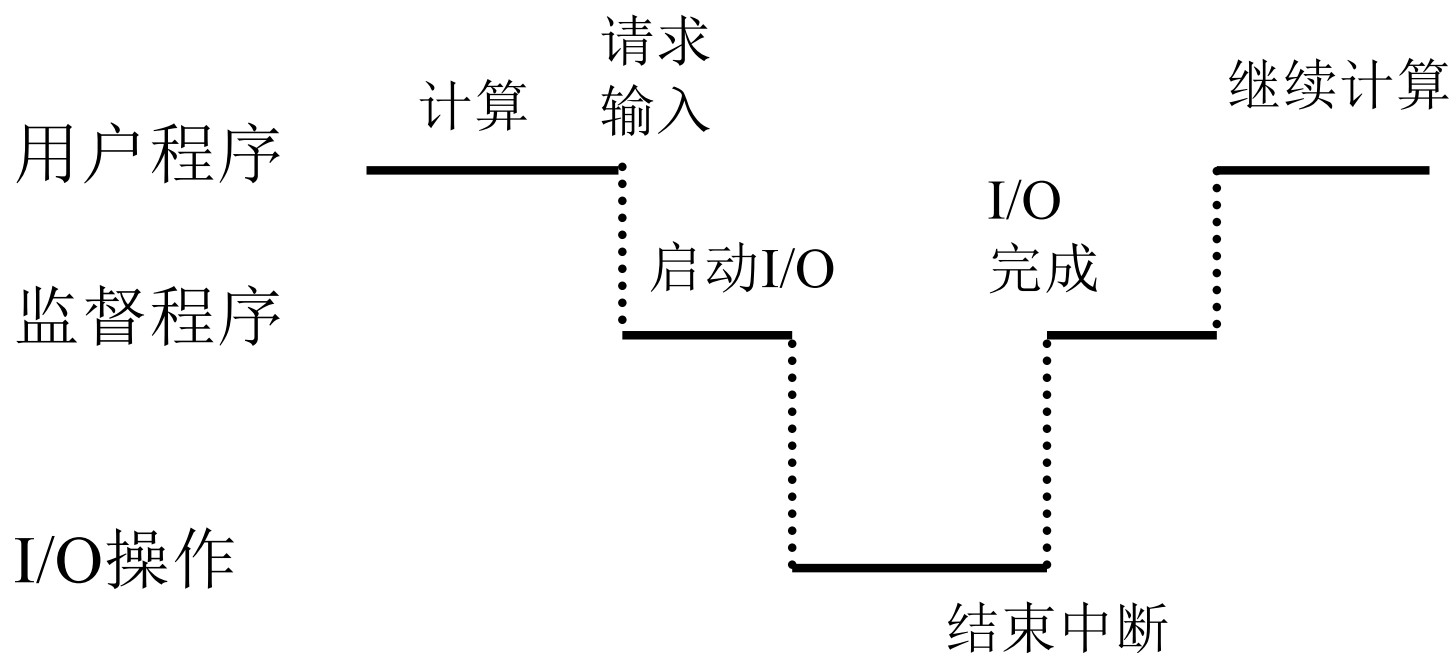 请求
输入
计算
继续计算
用户程序
I/O
完成
启动I/O
监督程序
I/O操作
结束中断